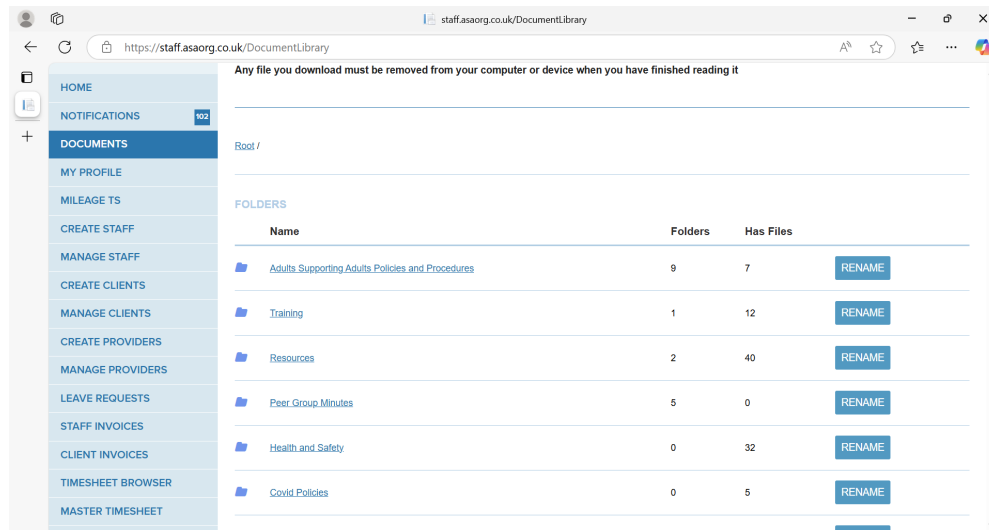 staff.asaorg.co.uk/DocumentLibrary
https://staff.asaorg.co.uk/DocumentLibrary
Any file you download must be removed from your computer or device when you have finished reading it
HOME
NOTIFICATIONS 102
DOCUMENTS
Root /
MY PROFILE
MILEAGE TS
FOLDERS
CREATE STAFF
Name Folders Has Files
MANAGE STAFF
Adults Supporting Adults Policies and Procedures 9 7 RENAME
CREATE CLIENTS
MANAGE CLIENTS
Training 1 12 RENAME
CREATE PROVIDERS
Resources 2 40 RENAME
MANAGE PROVIDERS
LEAVE REQUESTS
Peer Group Minutes 5 0 RENAME
STAFF INVOICES
Health and Safety 0 32 RENAME
CLIENT INVOICES
TIMESHEET BROWSER
Covid Policies 0 5 RENAME
MASTER TIMESHEET